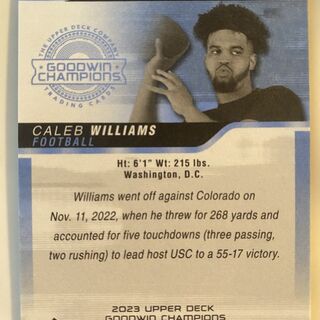 THE UPPER DECK COMPANY
GOODWIN
CHAMPIONS
TRADING CARDS
CALEB WILLIAMS
FOOTBALL
Ht: 6'1" Wt: 215 lbs.
Washington, D.C.
Williams went off against Colorado on
Nov. 11, 2022, when he threw for 268 yards and
accounted for five touchdowns (three passing,
two rushing) to lead host USC to a 55-17 victory.
2023 UPPER DECK
GOODWIN CHAMPIONS